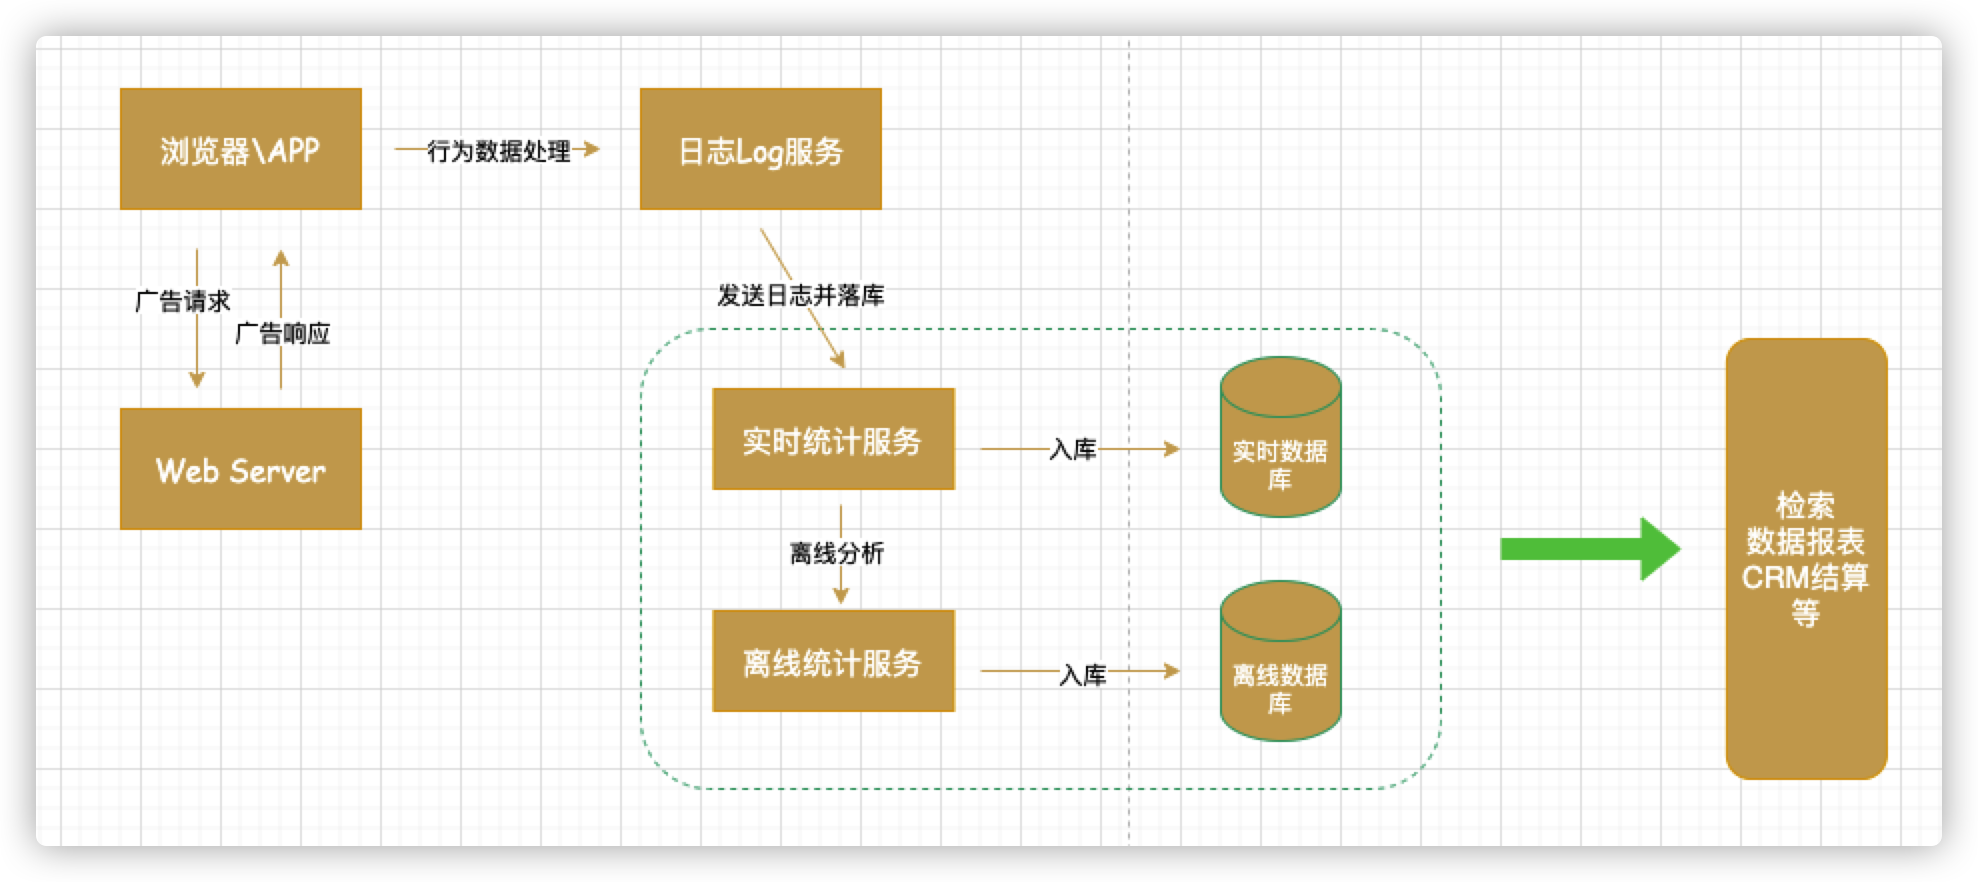 浏览器\APP
行为数据处理
日志Log服务
广告请求
广告响应
发送日志并落库
Web Server
实时统计服务
入库
实时数据
库
离线分析
离线统计服务
入库
离线数据
库
检索
数据报表
CRM结算
等